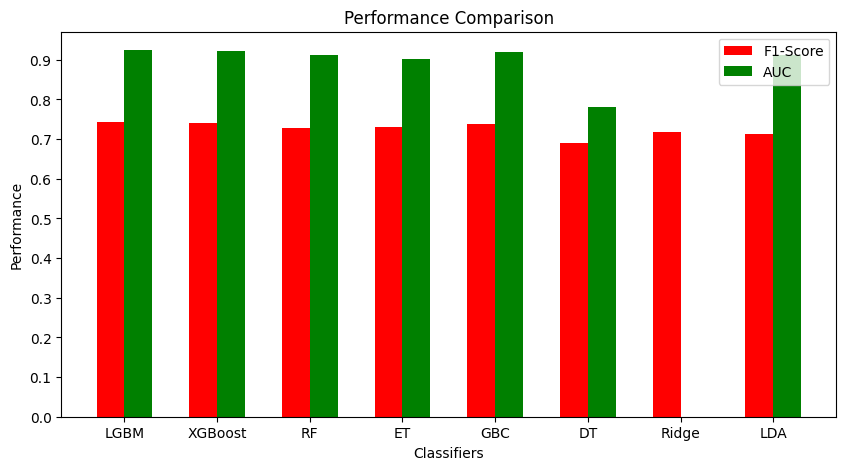 Performance Comparison
F1-Score
AUC
Performance
0.9
0.8
0.7
0.6
0.5
0.4
0.3
0.2
0.1
0.0
LGBM XGBoost RF ET GBC DT Ridge LDA
Classifiers